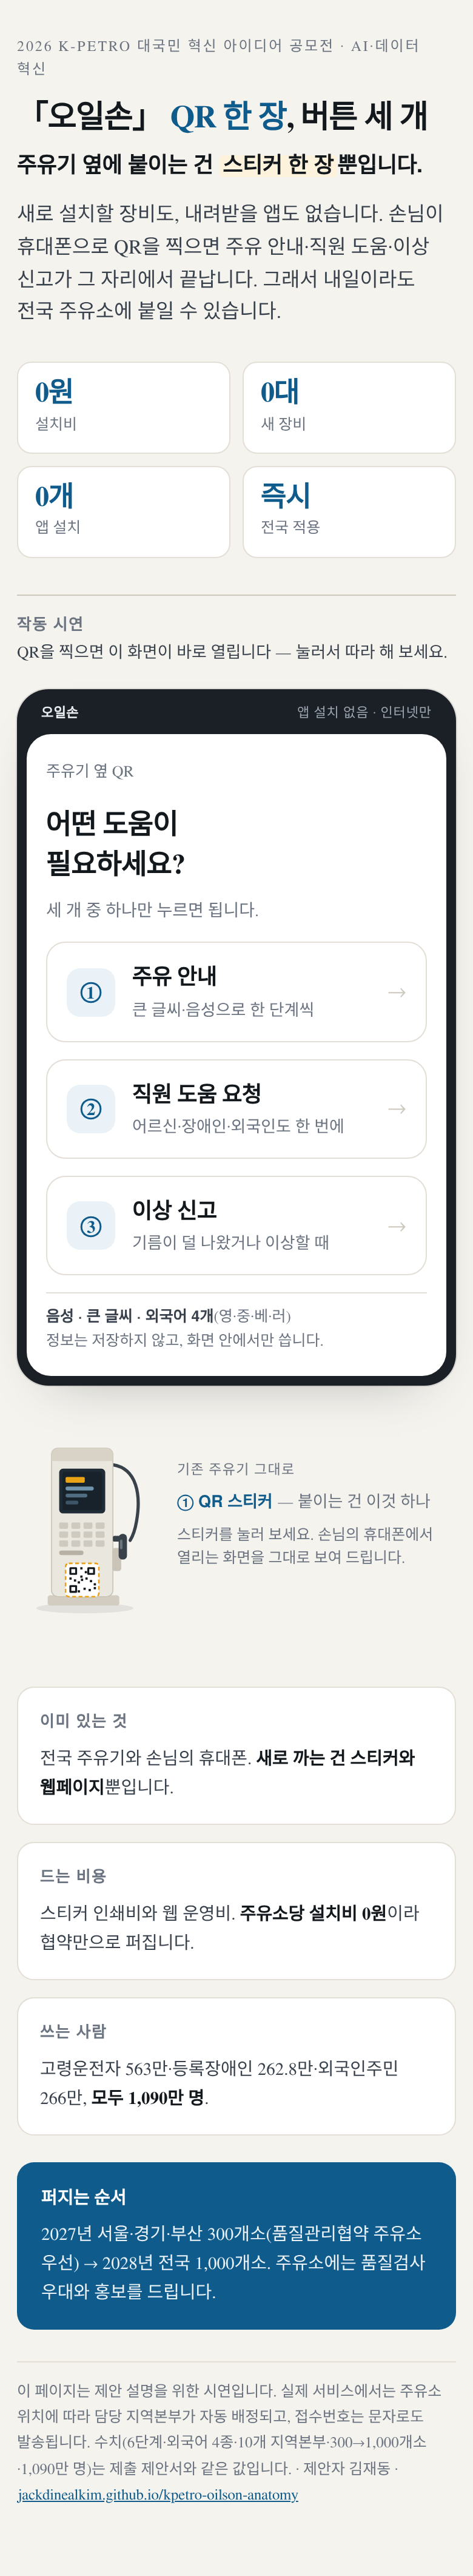 2026 K-PETRO 대국민 혁신 아이디어 공모전 · AI·데이터
혁신
「오일손」 QR 한 장, 버튼 세 개
주유기 옆에 붙이는 건 스티커 한 장뿐입니다.
새로 설치할 장비도, 내려받을 앱도 없습니다. 손님이
휴대폰으로 QR을 찍으면 주유 안내·직원 도움·이상
신고가 그 자리에서 끝납니다. 그래서 내일이라도
전국 주유소에 붙일 수 있습니다.
0원
설치비
0대
새 장비
0개
앱 설치
즉시
전국 적용
작동 시연
QR을 찍으면 이 화면이 바로 열립니다 — 눌러서 따라 해 보세요.
오일손
앱 설치 없음 · 인터넷만
주유기 옆 QR
어떤 도움이
필요하세요?
세 개 중 하나만 누르면 됩니다.
①
주유 안내
큰 글씨·음성으로 한 단계씩
→
②
직원 도움 요청
어르신·장애인·외국인도 한 번에
→
③
이상 신고
기름이 덜 나왔거나 이상할 때
→
음성 · 큰 글씨 · 외국어 4개(영·중·베·러)
정보는 저장하지 않고, 화면 안에서만 씁니다.
기존 주유기 그대로
① QR 스티커 — 붙이는 건 이것 하나
스티커를 눌러 보세요. 손님의 휴대폰에서
열리는 화면을 그대로 보여 드립니다.
이미 있는 것
전국 주유기와 손님의 휴대폰. 새로 까는 건 스티커와
웹페이지뿐입니다.
드는 비용
스티커 인쇄비와 웹 운영비. 주유소당 설치비 0원이라
협약만으로 퍼집니다.
쓰는 사람
고령운전자 563만·등록장애인 262.8만·외국인주민
266만, 모두 1,090만 명.
퍼지는 순서
2027년 서울·경기·부산 300개소(품질관리협약 주유소
우선) → 2028년 전국 1,000개소. 주유소에는 품질검사
우대와 홍보를 드립니다.
이 페이지는 제안 설명을 위한 시연입니다. 실제 서비스에서는 주유소
위치에 따라 담당 지역본부가 자동 배정되고, 접수번호는 문자로도
발송됩니다. 수치(6단계·외국어 4종·10개 지역본부·300→1,000개소
·1,090만 명)는 제출 제안서와 같은 값입니다. · 제안자 김재동 ·
jackdinealkim.github.io/kpetro-oilson-anatomy